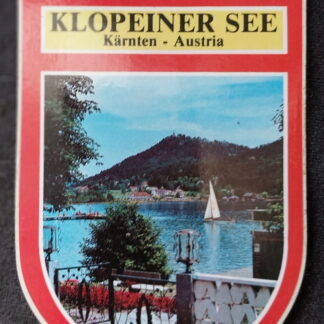 KLOPEINER SEE
Kärnten - Austria